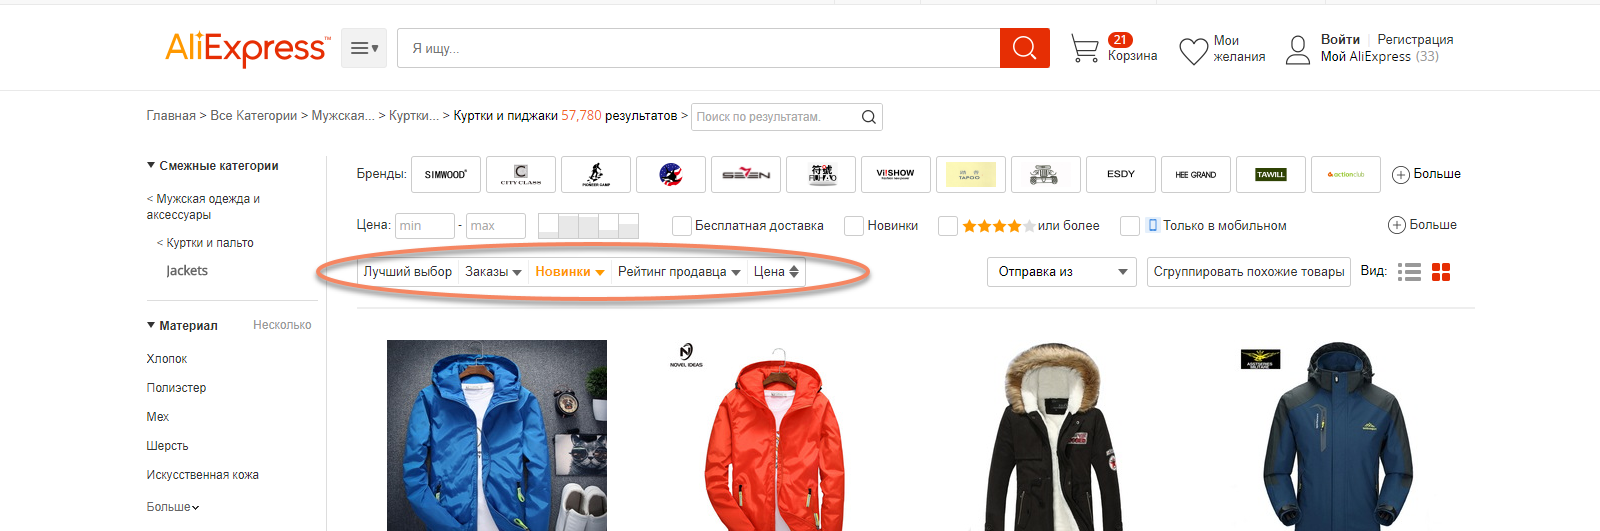 AliExpress™
Я ищу...
21
Корзина
Мои желания
Войти | Регистрация
Мой AliExpress (33)
Главная > Все Категории > Мужская... > Куртки... > Куртки и пиджаки 57,780 результатов >
Поиск по результатам.
Смежные категории
< Мужская одежда и аксессуары
< Куртки и пальто
Jackets
Материал Несколько
Хлопок
Полиэстер
Мех
Шерсть
Искусственная кожа
Больше
Бренды: SIMWOOD CITY CLASS PIONEER CAMP SEVEN VIISHOW TAFOO ESDY HEE GRAND TAWILL actionclub Больше
Цена: min - max Бесплатная доставка Новинки или более Только в мобильном Больше
Лучший выбор Заказы Новинки Рейтинг продавца Цена Отправка из Сгруппировать похожие товары Вид:
NOVEL IDEAS